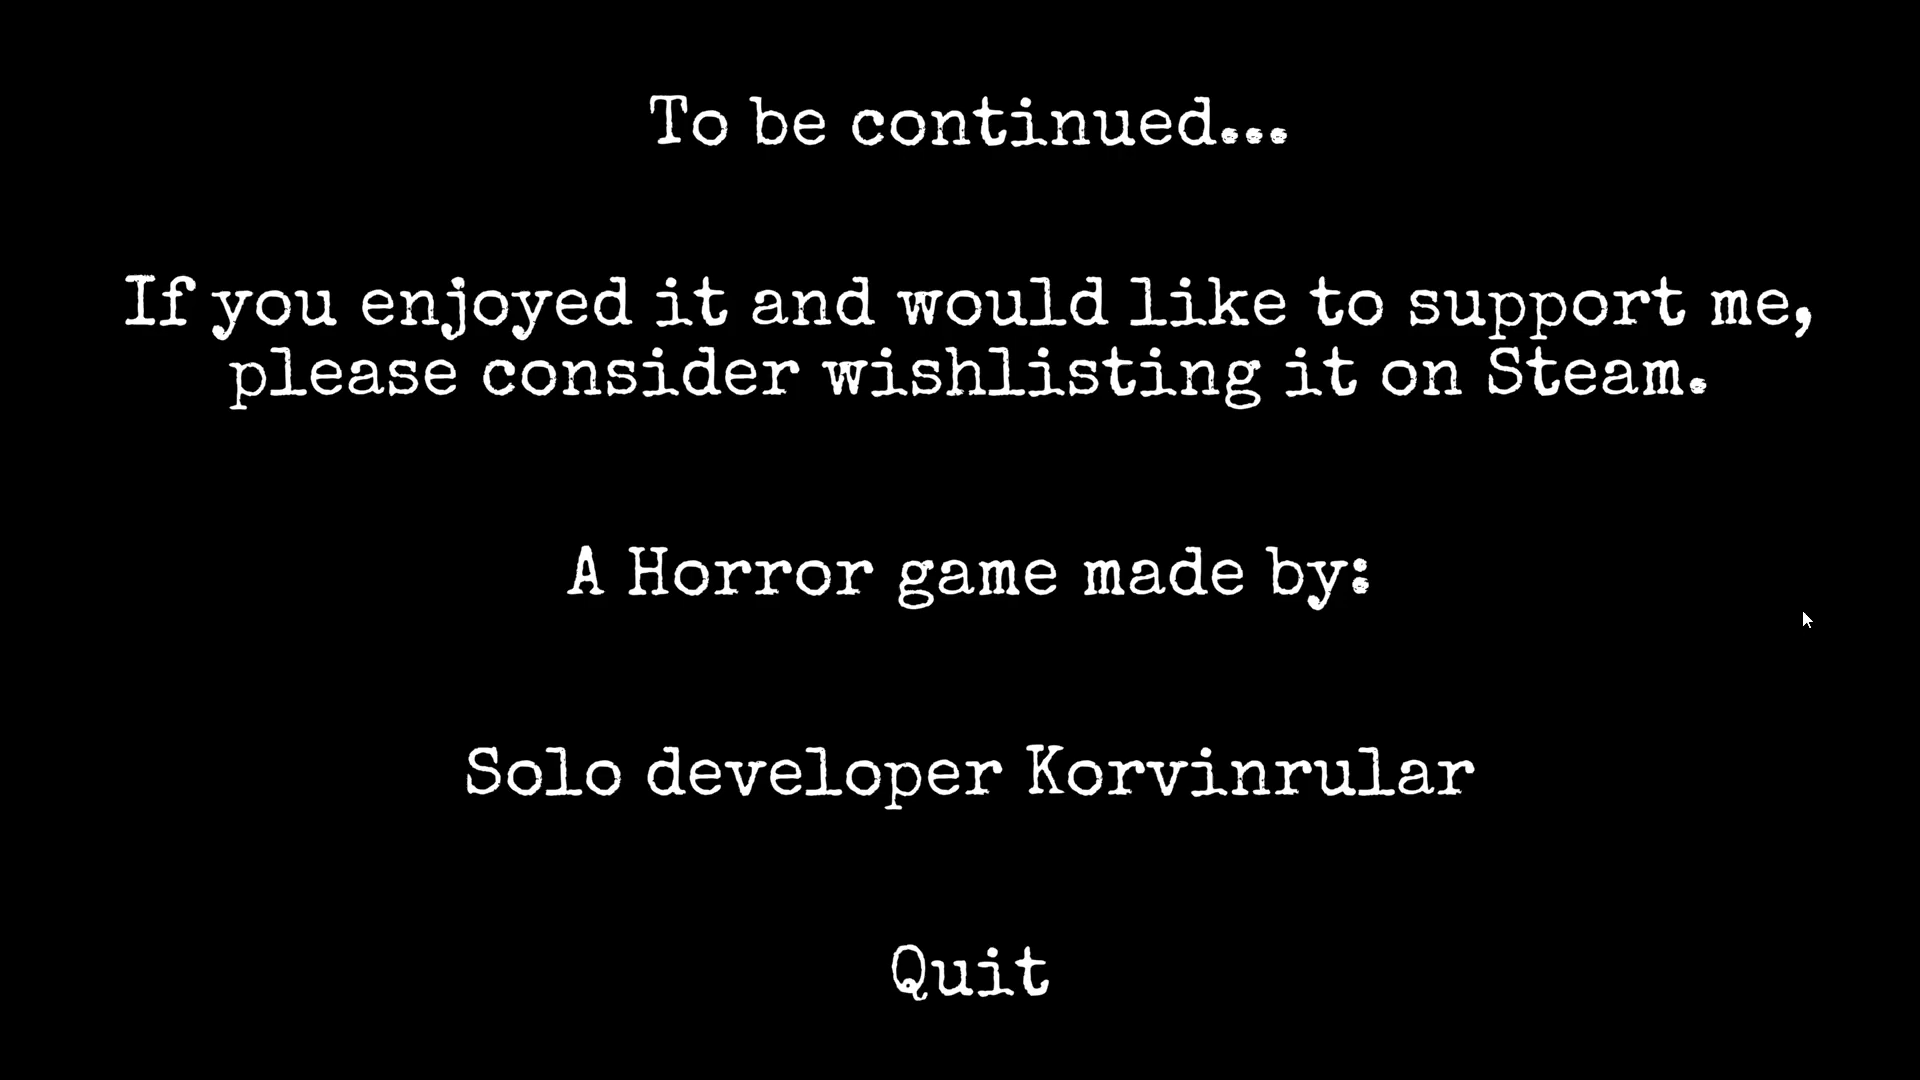 To be continued...
If you enjoyed it and would like to support me,
please consider wishlisting it on Steam.
A Horror game made by:
Solo developer Korvinrular
Quit